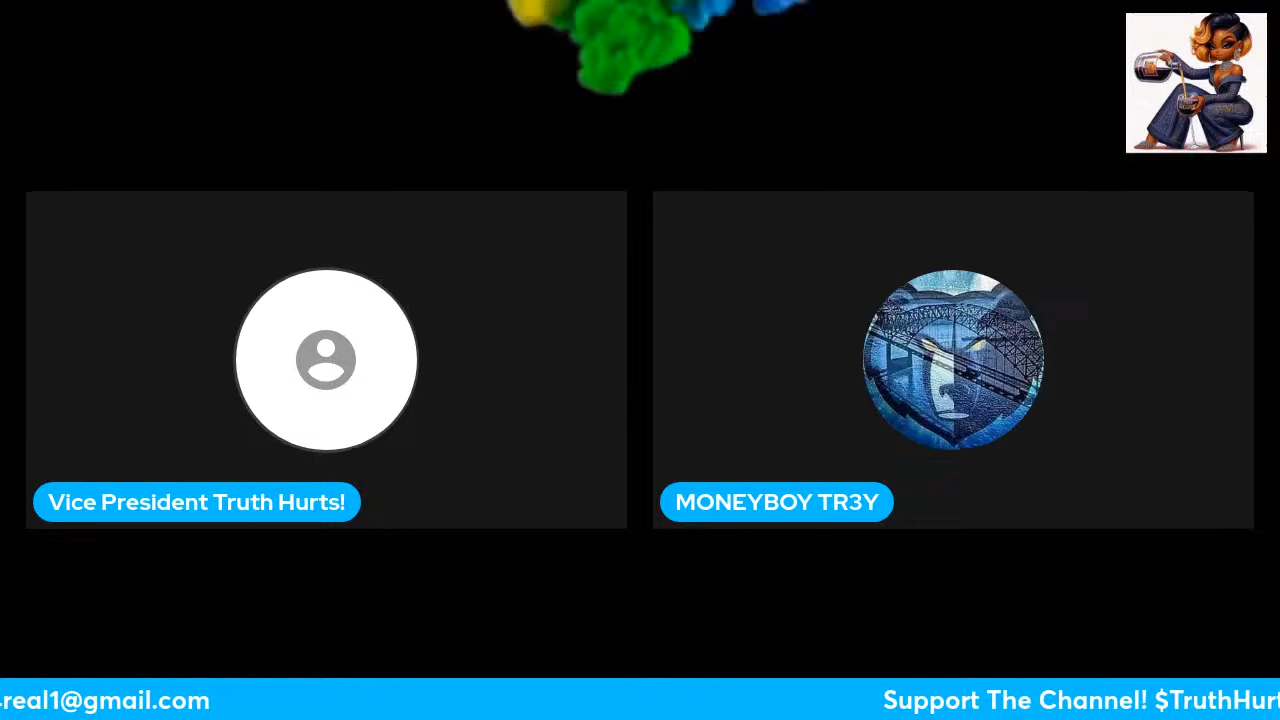 Vice President Truth Hurts!
MONEYBOY TR3Y
real1@gmail.com
Support The Channel! $TruthHurt